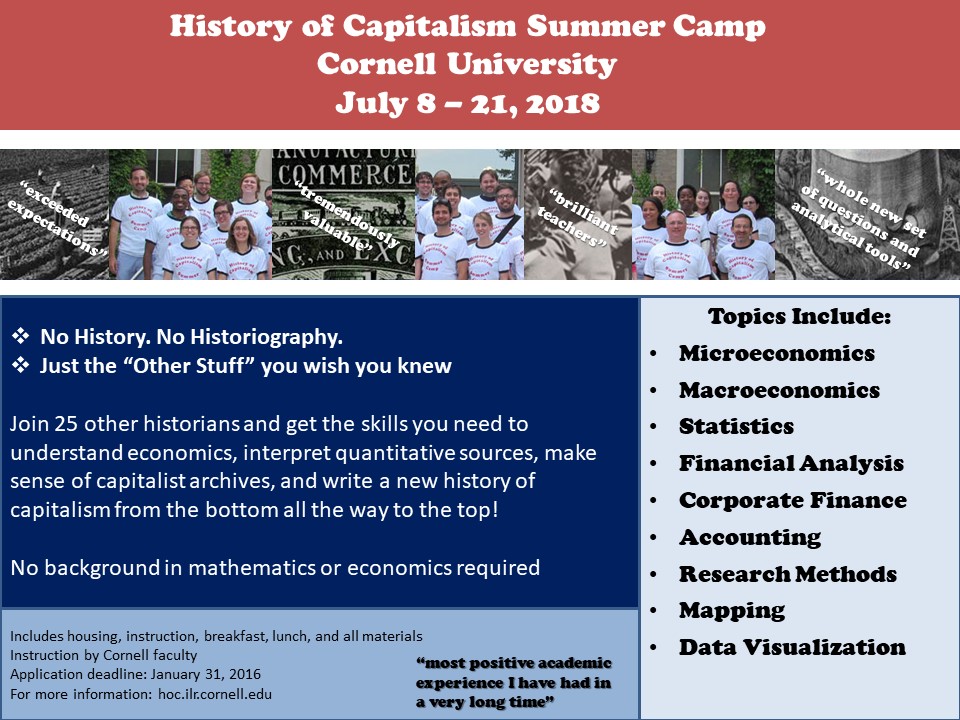 History of Capitalism Summer Camp
Cornell University
July 8 – 21, 2018
“exceeded
expectations”
MANUFACTURE
COMMERCE
NG, AND EXC
“tremendously
valuable”
“brilliant
teachers”
“whole new set
of questions and
analytical tools”
❖ No History. No Historiography.
❖ Just the “Other Stuff” you wish you knew
Join 25 other historians and get the skills you need to
understand economics, interpret quantitative sources, make
sense of capitalist archives, and write a new history of
capitalism from the bottom all the way to the top!
No background in mathematics or economics required
Includes housing, instruction, breakfast, lunch, and all materials
Instruction by Cornell faculty
Application deadline: January 31, 2016
For more information: hoc.ilr.cornell.edu
“most positive academic
experience I have had in
a very long time”
Topics Include:
• Microeconomics
• Macroeconomics
• Statistics
• Financial Analysis
• Corporate Finance
• Accounting
• Research Methods
• Mapping
• Data Visualization